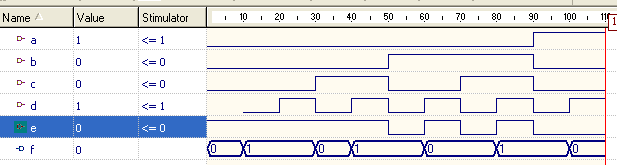 Name Value Stimulator 10 20 30 40 50 60 70 80 90 100 11
1
a 1 <= 1
b 0 <= 0
c 0 <= 0
d 1 <= 1
e 0 <= 0
f 0 0 1 0 1 0 1 0